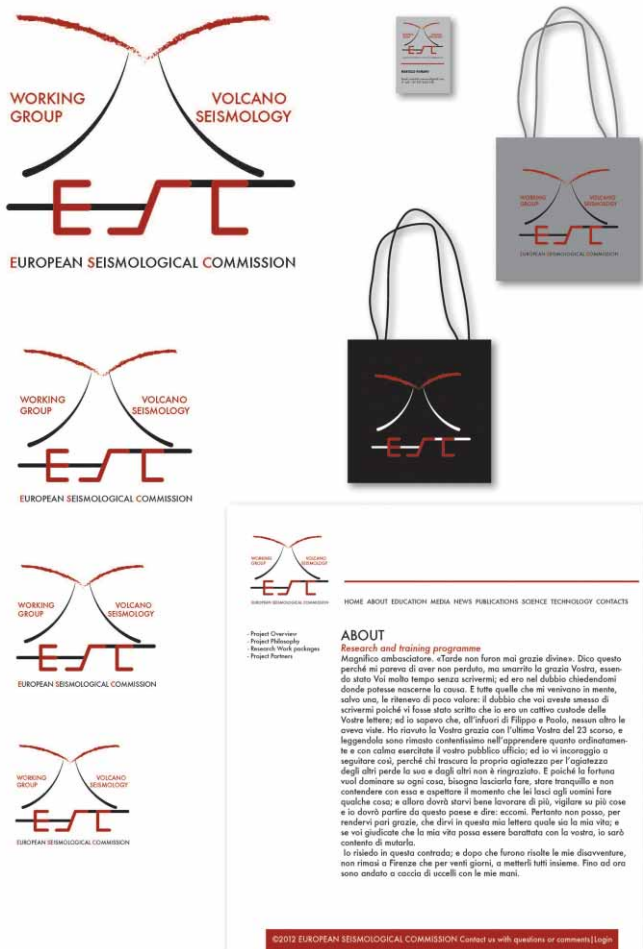 WORKING
GROUP
VOLCANO
SEISMOLOGY
ESC
EUROPEAN SEISMOLOGICAL COMMISSION
WORKING
GROUP
VOLCANO
SEISMOLOGY
ESC
EUROPEAN SEISMOLOGICAL COMMISSION
ESC
WORKING
GROUP
VOLCANO
SEISMOLOGY
ESC
EUROPEAN SEISMOLOGICAL COMMISSION
WORKING
GROUP
VOLCANO
SEISMOLOGY
ESC
EUROPEAN SEISMOLOGICAL COMMISSION
WORKING
GROUP
VOLCANO
SEISMOLOGY
ESC
EUROPEAN SEISMOLOGICAL COMMISSION
WORKING
GROUP
VOLCANO
SEISMOLOGY
ESC
EUROPEAN SEISMOLOGICAL COMMISSION
HOME ABOUT EDUCATION MEDIA NEWS PUBLICATIONS SCIENCE TECHNOLOGY CONTACTS
- Project Overview
- Project Philosophy
- Research Work packages
- Project Partners
ABOUT
Research and training programme
Magnifico ambasciatore. «Tarde non furon mai grazie divine». Dico questo
perché mi pareva di aver non perduto, ma smarrito la grazia Vostra, essen-
do stato Voi molto tempo senza scrivermi; ed ero nel dubbio chiedendomi
donde potesse nascerne la causa. E tutte quelle che mi venivano in mente,
salvo una, le ritenevo di poco valore: il dubbio che voi aveste smesso di
scrivermi poiché vi fosse stato scritto che io ero un cattivo custode delle
Vostre lettere; ed io sapevo che, all'infuori di Filippo e Paolo, nessun altro le
aveva viste. Ho riavuto la Vostra grazia con l'ultima Vostra del 23 scorso, e
leggendola sono rimasto contentissimo nell'apprendere quanto ordinatamen-
te e con calma esercitate il vostro pubblico ufficio; ed io vi incoraggio a
seguitare così, perché chi trascura la propria agiatezza per l'agiatezza
degli altri perde la sua e dagli altri non è ringraziato. E poiché la fortuna
vuol dominare su ogni cosa, bisogna lasciarla fare, stare tranquillo e non
contendere con essa e aspettare il momento che lei lasci agli uomini fare
qualche cosa; e allora dovrà starvi bene lavorare di più, vigilare su più cose
e io dovrò partire da questo paese e dire: eccomi. Pertanto non posso, per
rendervi pari grazie, che dirvi in questa mia lettera quale sia la mia vita; e
se voi giudicate che la mia vita possa essere barattata con la vostra, io sarò
contento di mutarla.
Io risiedo in questa contrada; e dopo che furono risolte le mie disavventure,
non rimasi a Firenze che per venti giorni, a metterli tutti insieme. Fino ad ora
sono andato a caccia di uccelli con le mie mani.
©2012 EUROPEAN SEISMOLOGICAL COMMISSION Contact us with questions or comments|Login